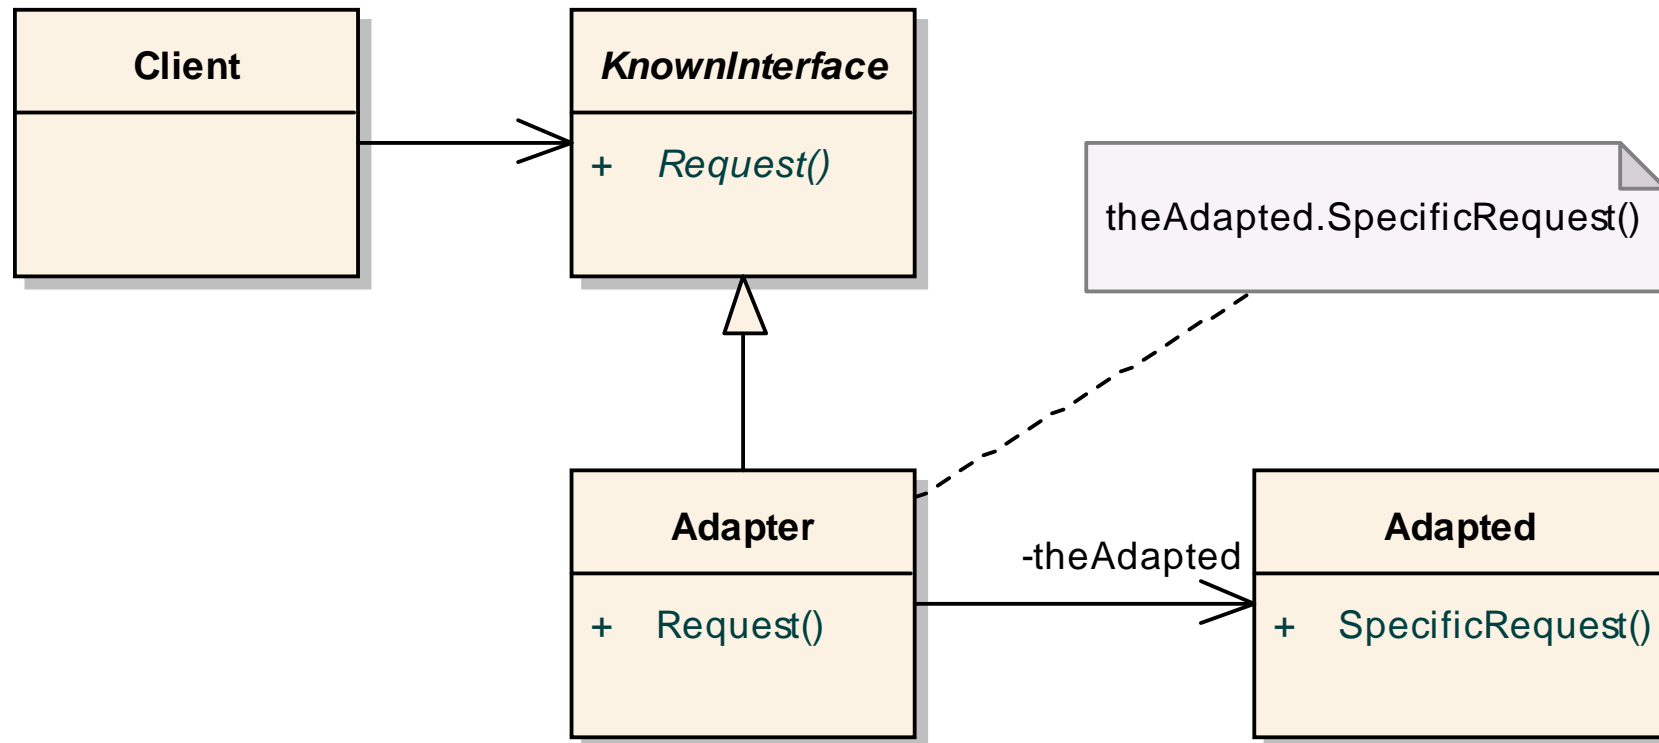 Client
KnownInterface
+ Request()
theAdapted.SpecificRequest()
Adapter
+ Request()
-theAdapted
Adapted
+ SpecificRequest()